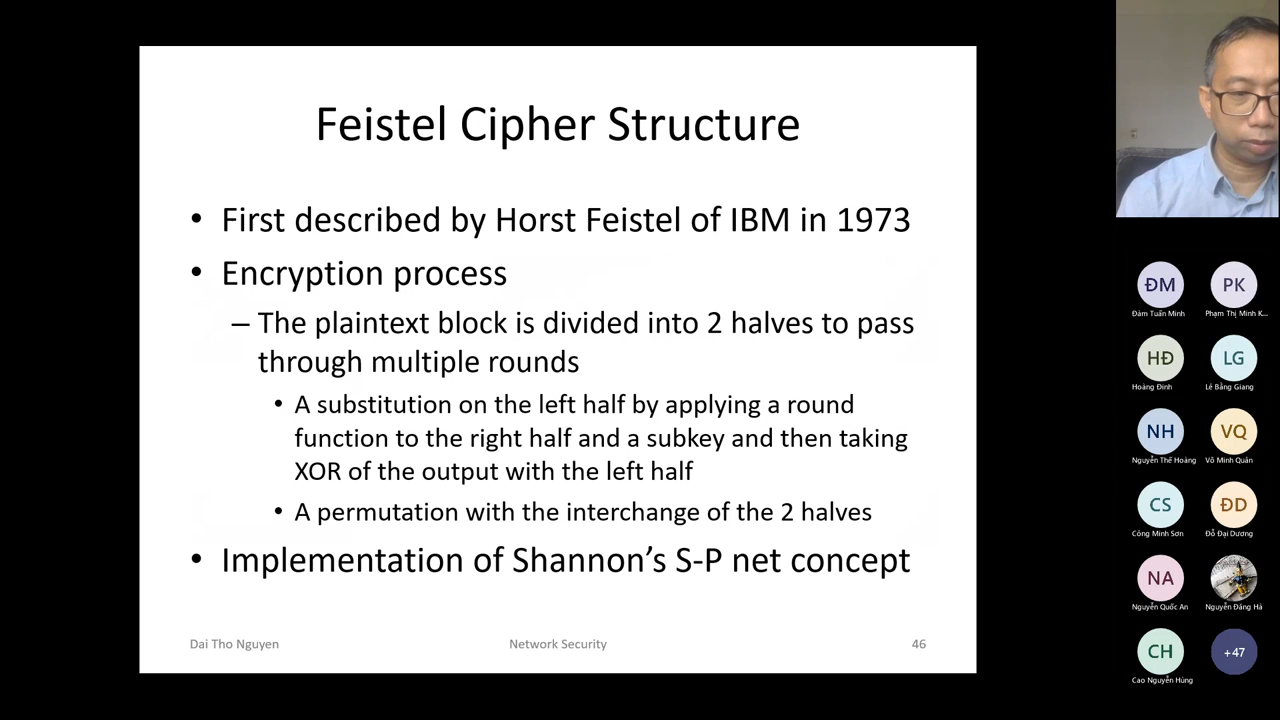 Feistel Cipher Structure
• First described by Horst Feistel of IBM in 1973
• Encryption process
– The plaintext block is divided into 2 halves to pass
through multiple rounds
• A substitution on the left half by applying a round
function to the right half and a subkey and then taking
XOR of the output with the left half
• A permutation with the interchange of the 2 halves
• Implementation of Shannon’s S-P net concept
Dai Tho Nguyen
Network Security
46
ĐM
PK
Đàm Tuấn Minh
Phạm Thị Minh K...
HĐ
LG
Hoàng Đinh
Lê Bằng Giang
NH
VQ
Nguyễn Thế Hoàng
Võ Minh Quân
CS
ĐD
Công Minh Sơn
Đỗ Đại Dương
NA
Nguyễn Quốc An
Nguyễn Đăng Hà
CH
+47
Cao Nguyên Hùng